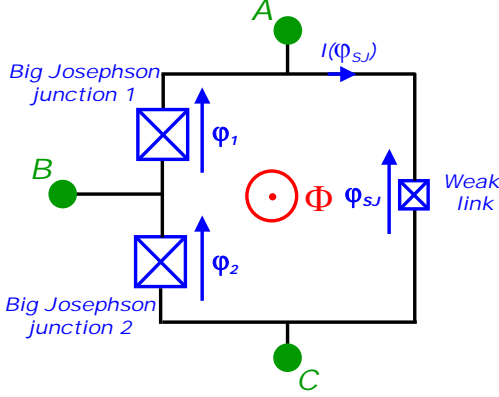 A
I(φSJ)
Big Josephson
junction 1
φ1
B
Φ
φSJ
Weak
link
φ2
Big Josephson
junction 2
C